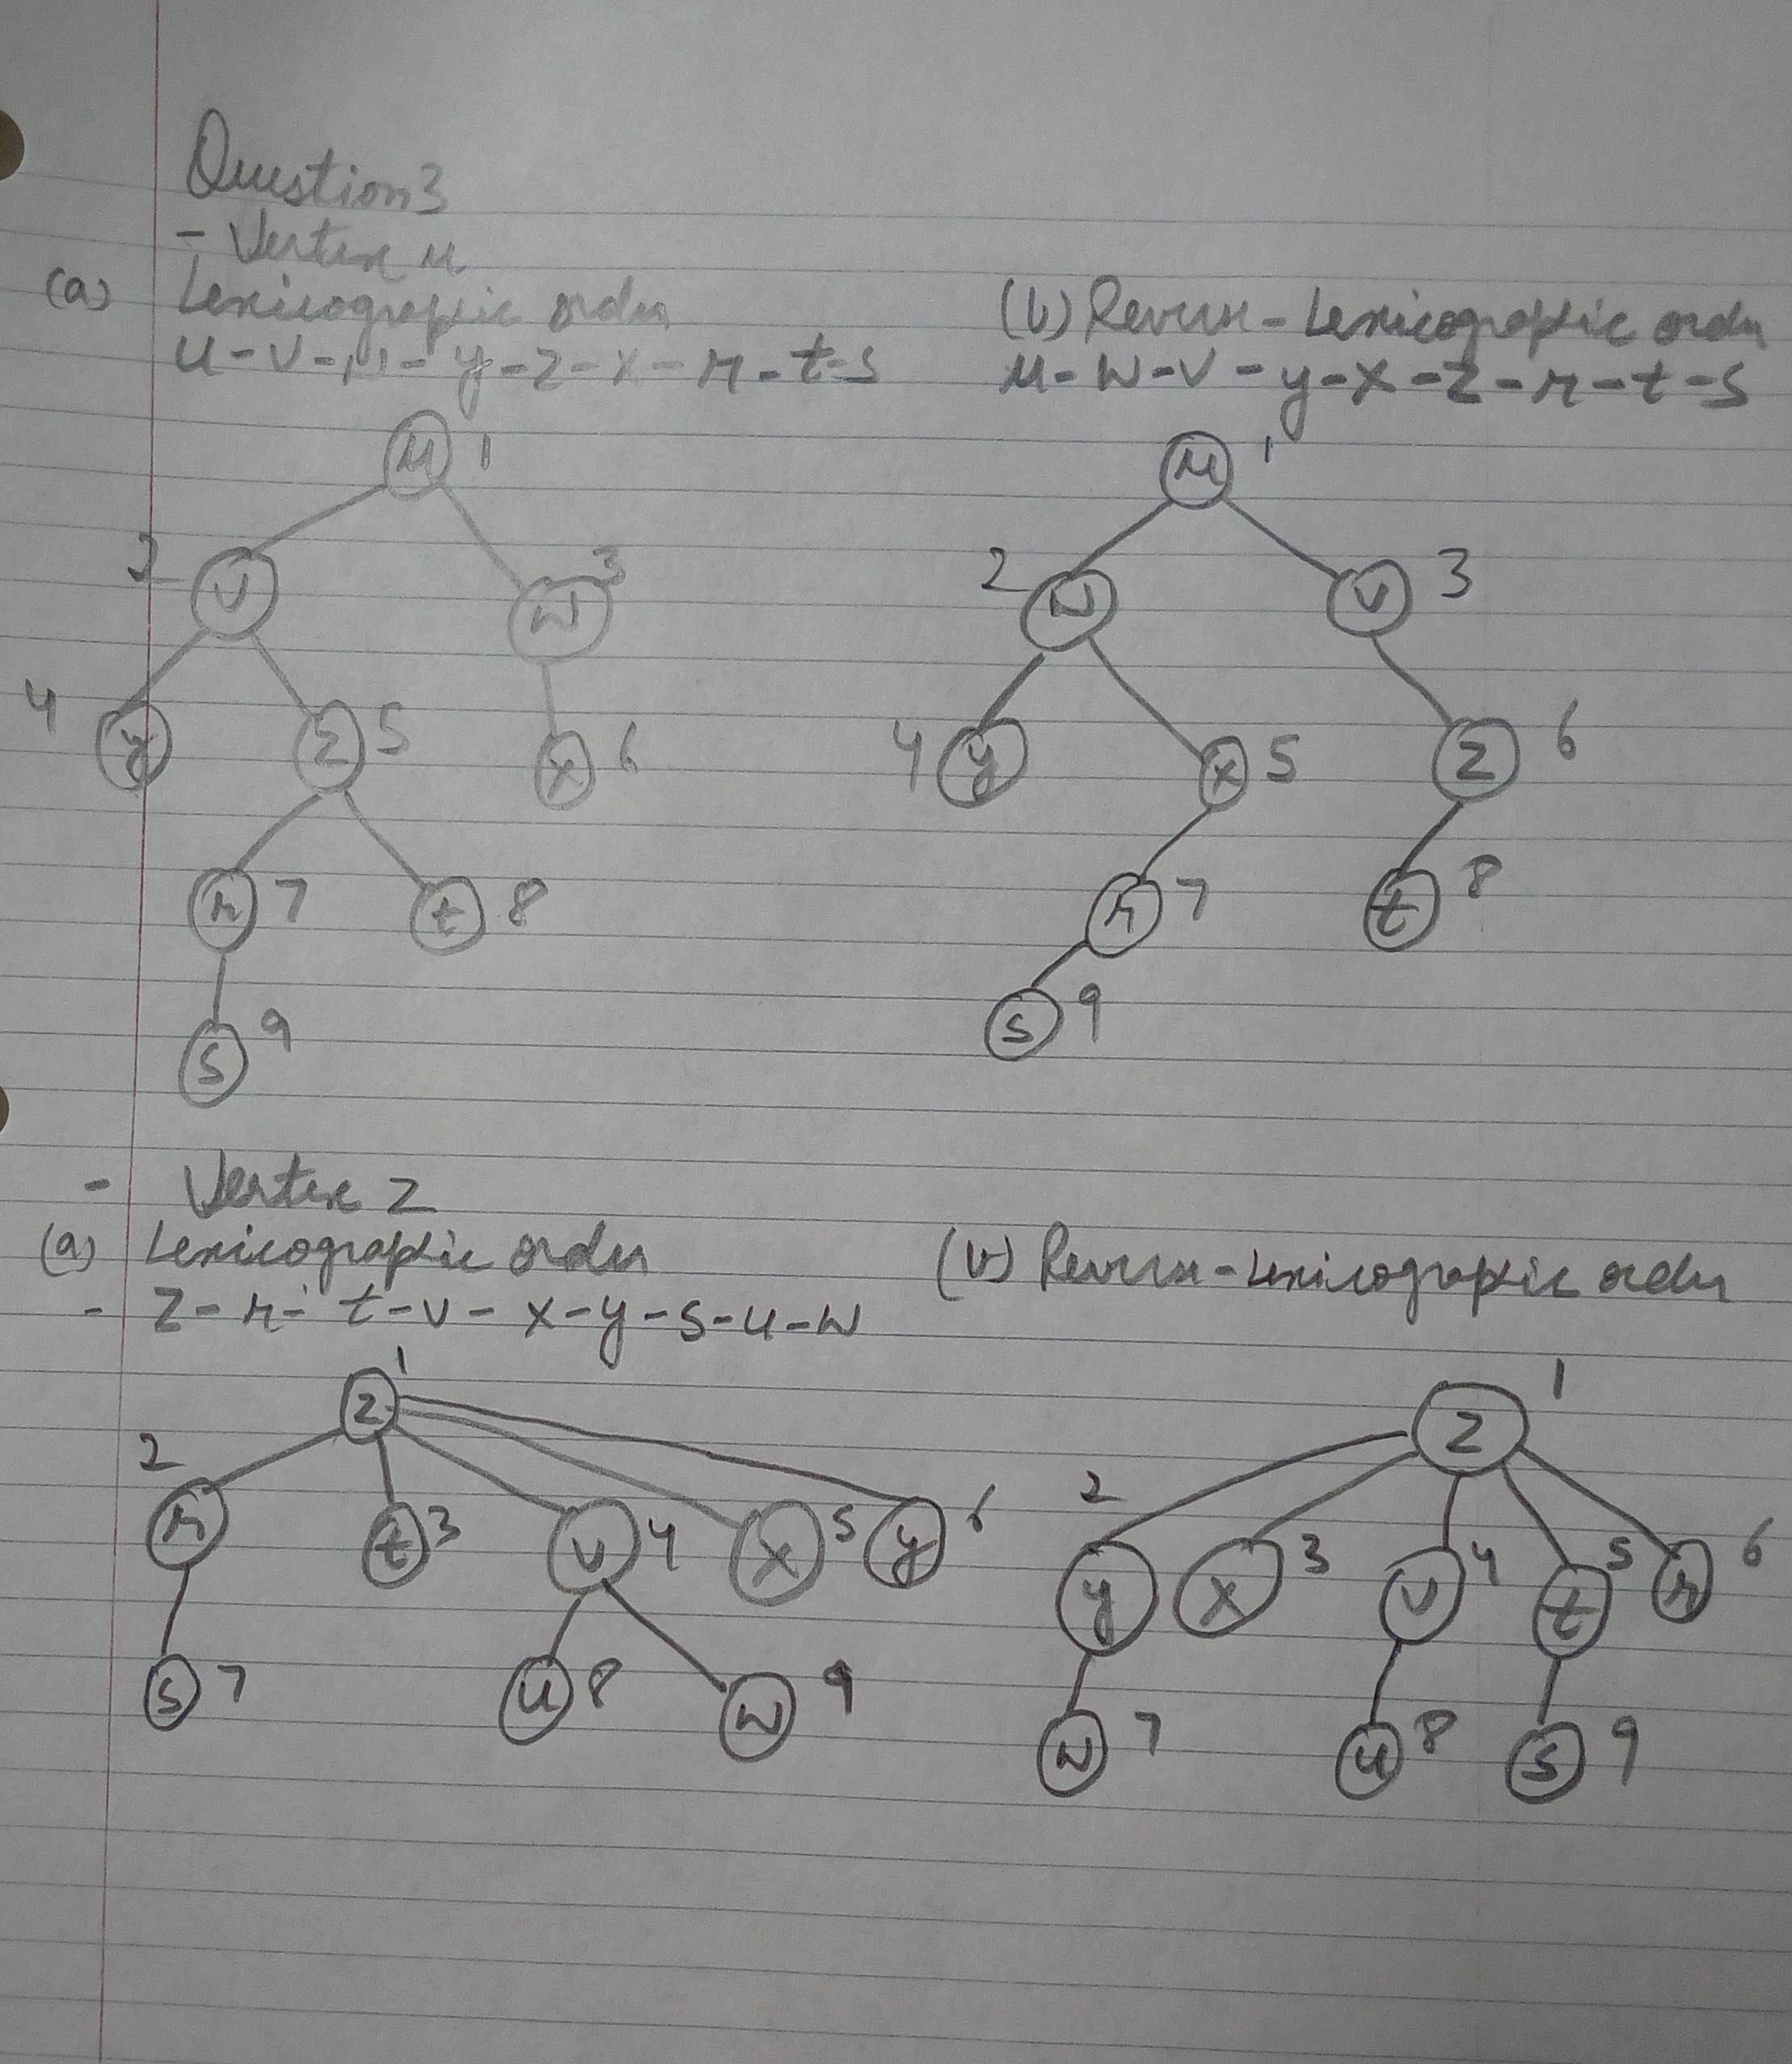 Question3
- Vertex u
(a) Lexicographic order
u-v-w-y-z-x-r-t-s
(b) Reverse-Lexicographic order
u-w-v-y-x-z-r-t-s
u 1
2 v
w 3
4 y
z 5
x 6
r 7
t 8
s 9
u 1
2 w
v 3
4 y
x 5
z 6
r 7
t 8
s 9
- Vertex z
(a) Lexicographic order
- z-r-t-v-x-y-s-u-w
(b) Reverse-Lexicographic order
z 1
2 r
t 3
v 4
x 5
y 6
s 7
u 8
w 9
z 1
2 y
x 3
v 4
t 5
r 6
w 7
u 8
s 9